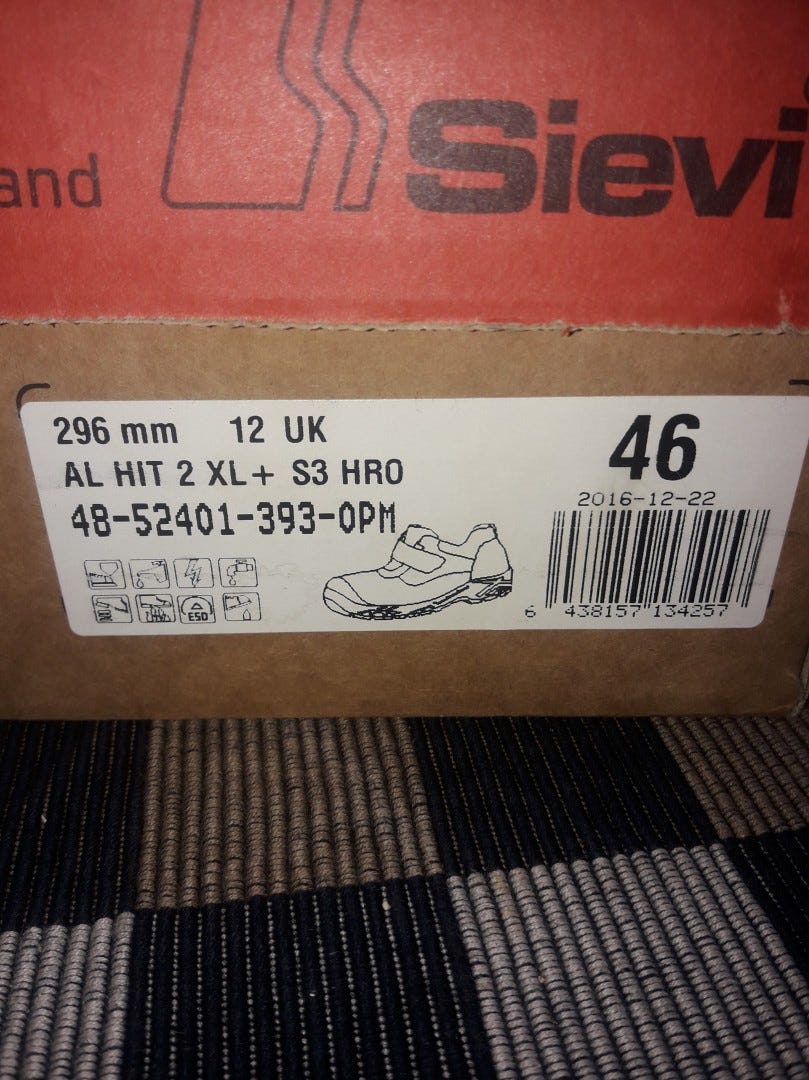 and
Sievi
296 mm 12 UK
46
AL HIT 2 XL+ S3 HRO
2016-12-22
48-52401-393-0PM
ESD
6 438157 134257